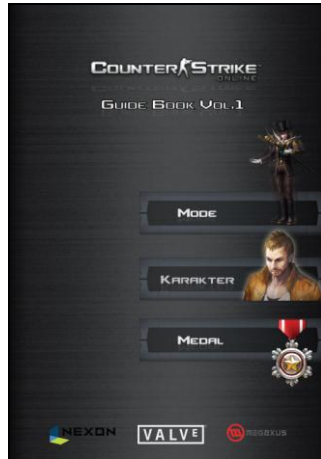 COUNTER STRIKE
ONLINE
GUIDE BOOK VOL.1
MODE
KARAKTER
MEDAL
NEXON VALVE MEGAXUS